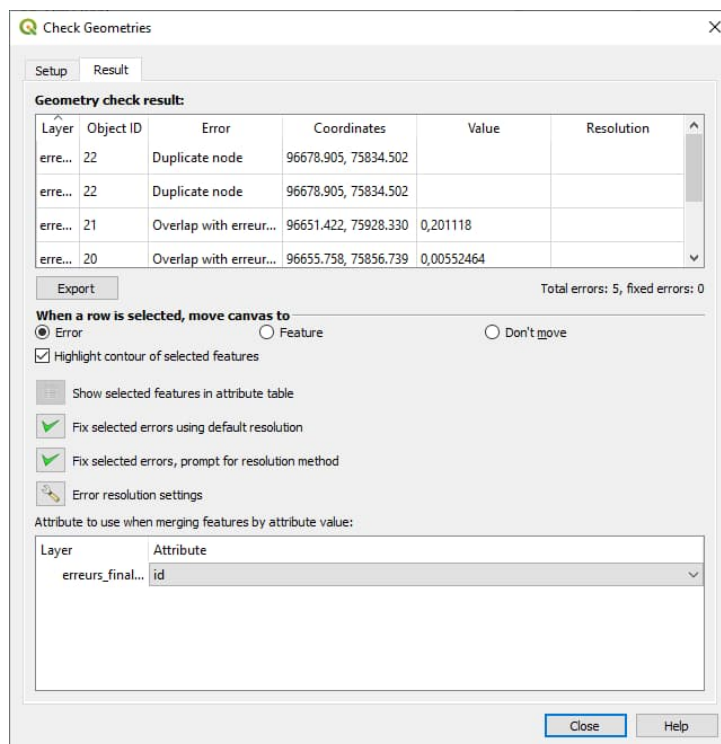 Check Geometries
Setup Result
Geometry check result:
Layer Object ID Error Coordinates Value Resolution
erre... 22 Duplicate node 96678.905, 75834.502
erre... 22 Duplicate node 96678.905, 75834.502
erre... 21 Overlap with erreur... 96651.422, 75928.330 0,201118
erre... 20 Overlap with erreur... 96655.758, 75856.739 0,00552464
Export Total errors: 5, fixed errors: 0
When a row is selected, move canvas to
Error Feature Don't move
Highlight contour of selected features
Show selected features in attribute table
Fix selected errors using default resolution
Fix selected errors, prompt for resolution method
Error resolution settings
Attribute to use when merging features by attribute value:
Layer Attribute
erreurs_final... id
Close Help